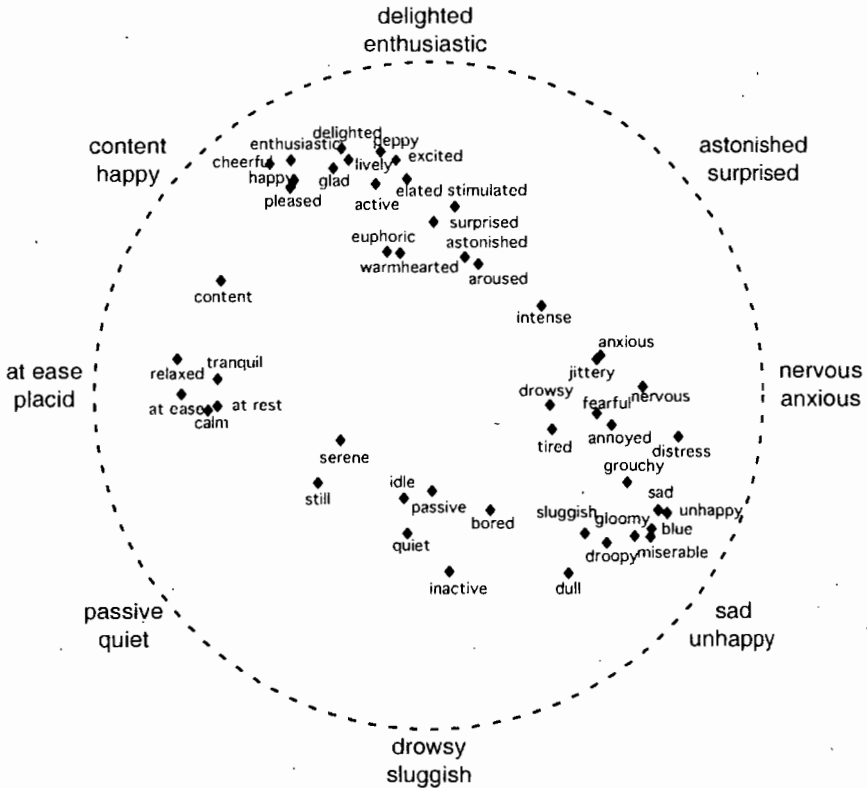 delighted
enthusiastic
content
happy
astonished
surprised
delighted
peppy
enthusiastic
lively
excited
cheerful
happy
glad
pleased
active
elated stimulated
surprised
euphoric
astonished
warmhearted
aroused
content
intense
anxious
at ease
placid
relaxed
tranquil
jittery
nervous
anxious
drowsy
fearful
nervous
at ease
at rest
calm
tired
annoyed
distress
serene
grouchy
still
idle
passive
sad
bored
sluggish
gloomy
unhappy
blue
quiet
droopy
miserable
inactive
dull
passive
quiet
sad
unhappy
drowsy
sluggish